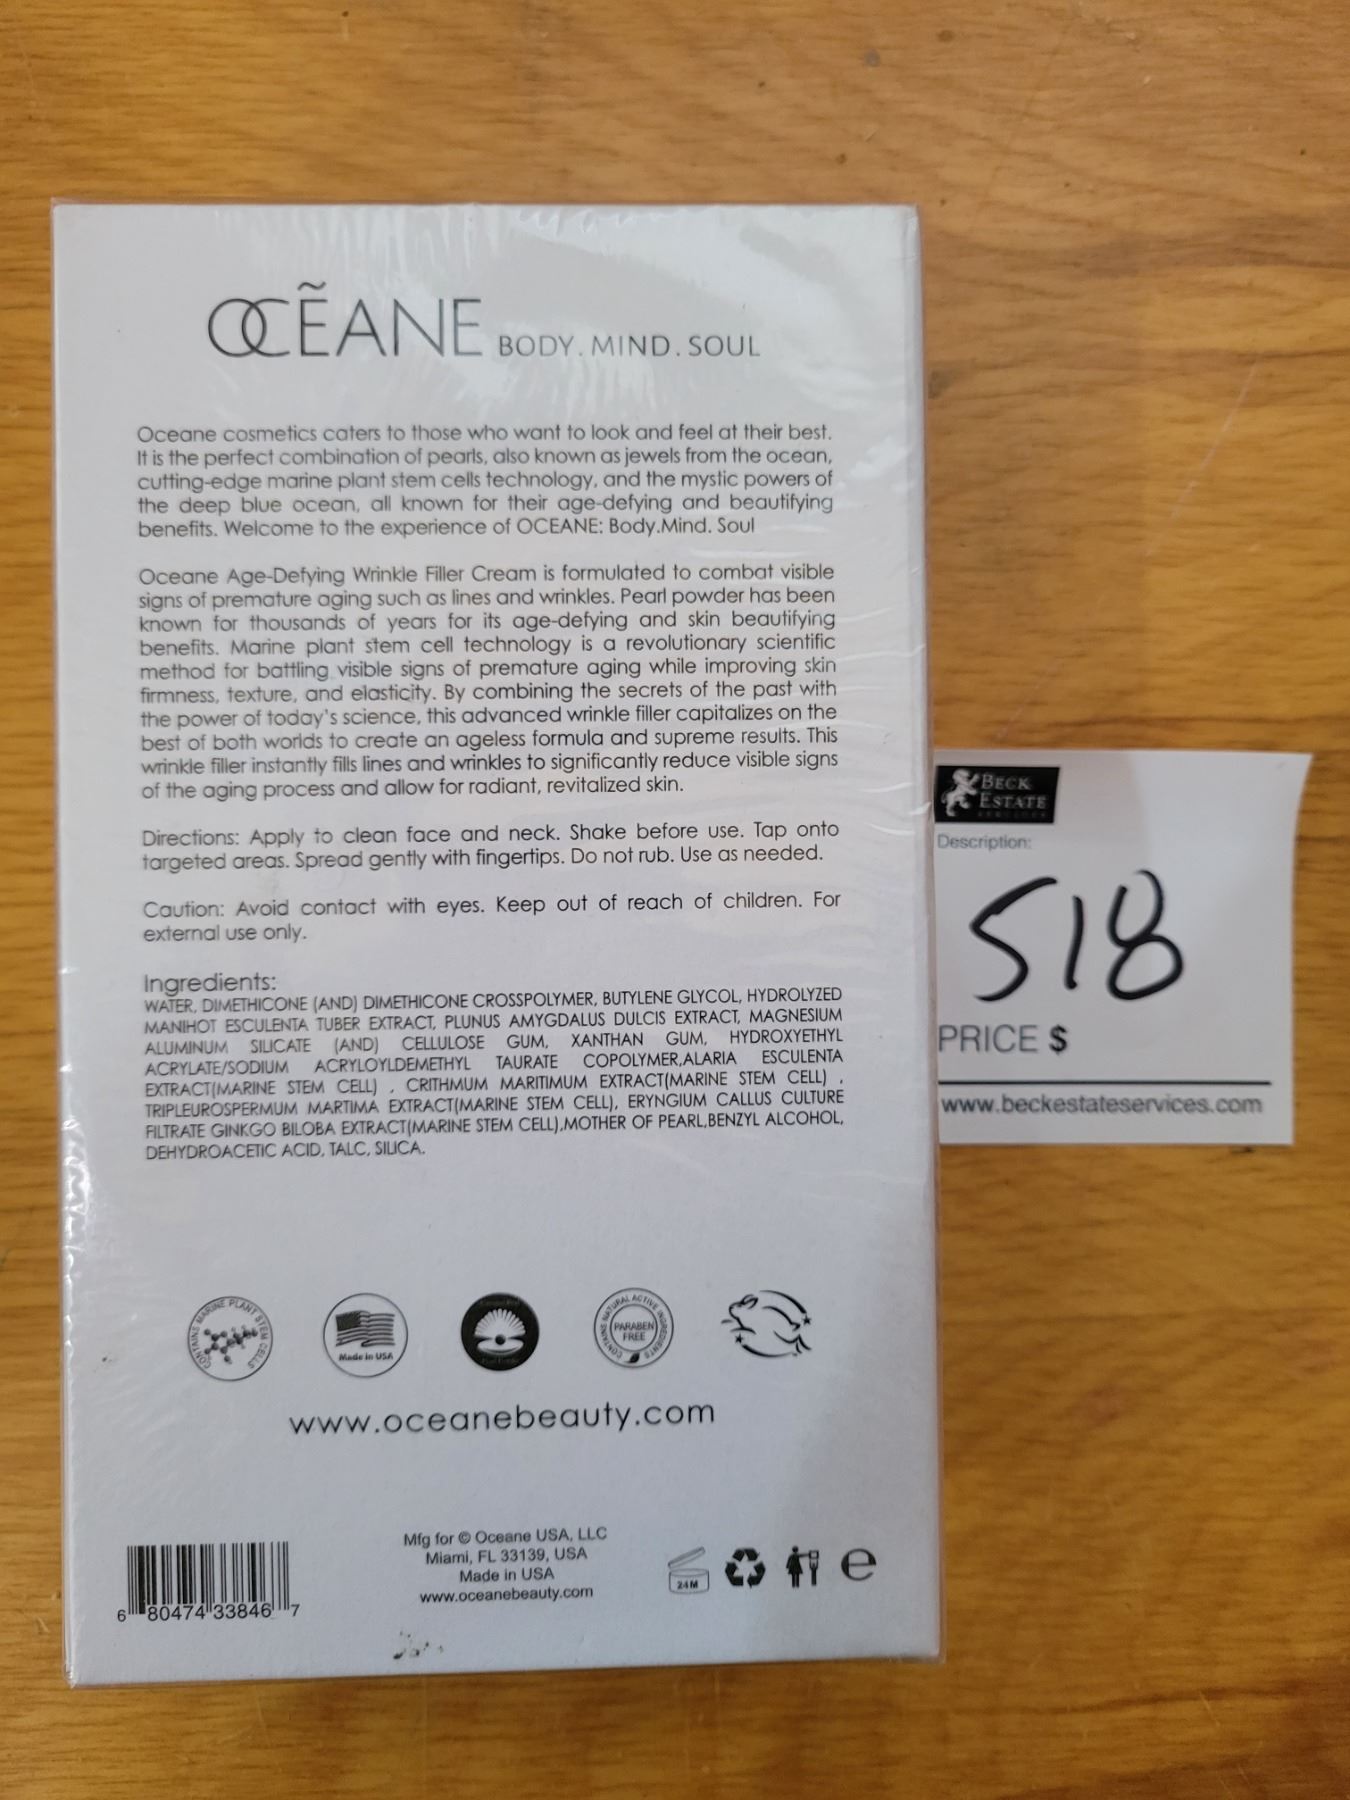 OCẼANE BODY. MIND. SOUL
Oceane cosmetics caters to those who want to look and feel at their best.
It is the perfect combination of pearls, also known as jewels from the ocean,
cutting-edge marine plant stem cells technology, and the mystic powers of
the deep blue ocean, all known for their age-defying and beautifying
benefits. Welcome to the experience of OCEANE: Body.Mind. Soul
Oceane Age-Defying Wrinkle Filler Cream is formulated to combat visible
signs of premature aging such as lines and wrinkles. Pearl powder has been
known for thousands of years for its age-defying and skin beautifying
benefits. Marine plant stem cell technology is a revolutionary scientific
method for battling visible signs of premature aging while improving skin
firmness, texture, and elasticity. By combining the secrets of the past with
the power of today's science, this advanced wrinkle filler capitalizes on the
best of both worlds to create an ageless formula and supreme results. This
wrinkle filler instantly fills lines and wrinkles to significantly reduce visible signs
of the aging process and allow for radiant, revitalized skin.
Directions: Apply to clean face and neck. Shake before use. Tap onto
targeted areas. Spread gently with fingertips. Do not rub. Use as needed.
Caution: Avoid contact with eyes. Keep out of reach of children. For
external use only.
Ingredients:
WATER, DIMETHICONE (AND) DIMETHICONE CROSSPOLYMER, BUTYLENE GLYCOL, HYDROLYZED
MANIHOT ESCULENTA TUBER EXTRACT, PLUNUS AMYGDALUS DULCIS EXTRACT, MAGNESIUM
ALUMINUM SILICATE (AND) CELLULOSE GUM, XANTHAN GUM, HYDROXYETHYL
ACRYLATE/SODIUM ACRYLOYLDEMETHYL TAURATE COPOLYMER,ALARIA ESCULENTA
EXTRACT(MARINE STEM CELL) , CRITHMUM MARITIMUM EXTRACT(MARINE STEM CELL) ,
TRIPLEUROSPERMUM MARTIMA EXTRACT(MARINE STEM CELL), ERYNGIUM CALLUS CULTURE
FILTRATE GINKGO BILOBA EXTRACT(MARINE STEM CELL),MOTHER OF PEARL,BENZYL ALCOHOL,
DEHYDROACETIC ACID, TALC, SILICA.
CONTAINS MARINE PLANT STEM CELLS
Made in USA
CONTAINS NATURAL ACTIVE INGREDIENTS
PARABEN
FREE
www.oceanebeauty.com
6 80474 33846 7
Mfg for © Oceane USA, LLC
Miami, FL 33139, USA
Made in USA
www.oceanebeauty.com
24M
e
BECK
ESTATE
SERVICES
Description:
518
PRICE $
www.beckestateservices.com